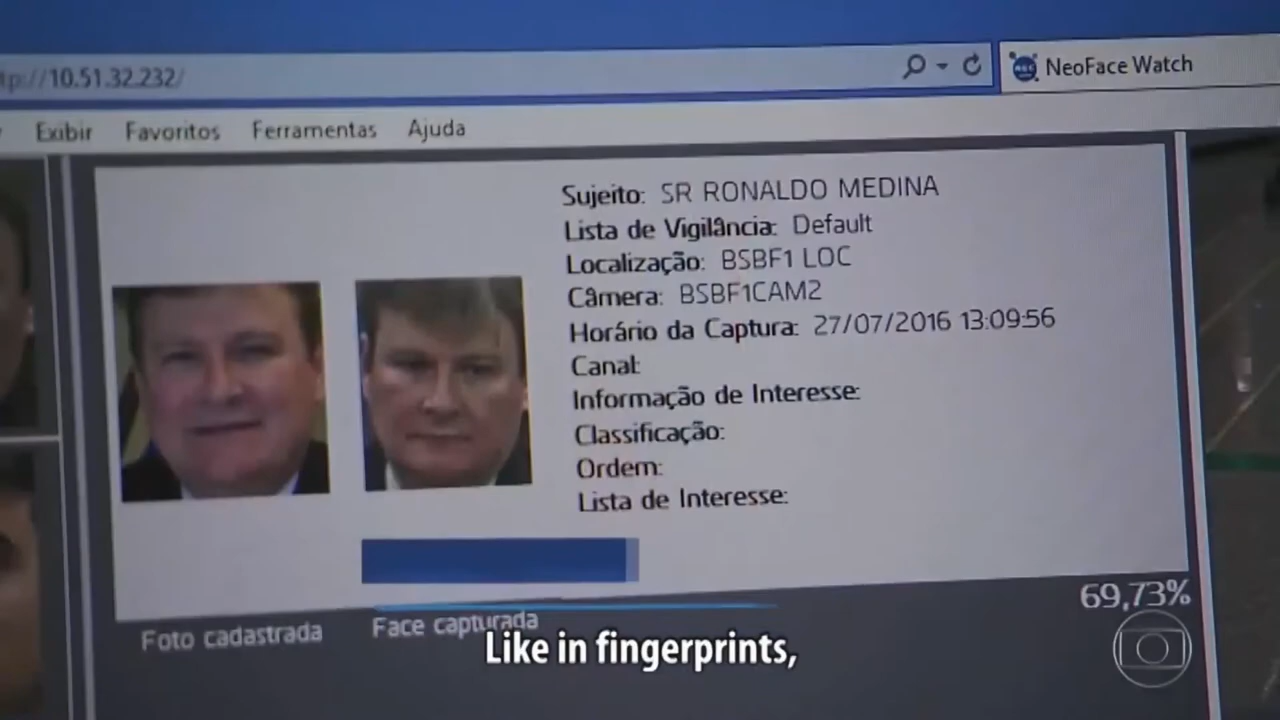 tp://10.51.32.232/
NeoFace Watch
Exibir Favoritos Ferramentas Ajuda
Sujeito: SR RONALDO MEDINA
Lista de Vigilância: Default
Localização: BSBF1 LOC
Câmera: BSBF1CAM2
Horário da Captura: 27/07/2016 13:09:56
Canal:
Informação de Interesse:
Classificação:
Ordem:
Lista de Interesse:
69,73%
Foto cadastrada
Face capturada
Like in fingerprints,